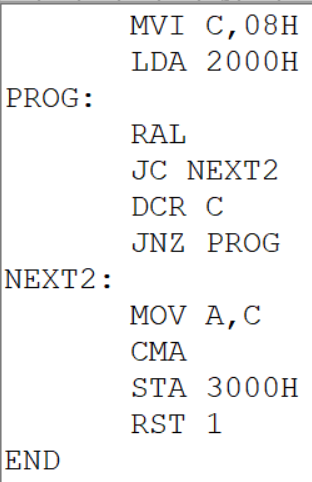 MVI C,08H
LDA 2000H
PROG:
RAL
JC NEXT2
DCR C
JNZ PROG
NEXT2:
MOV A,C
CMA
STA 3000H
RST 1
END